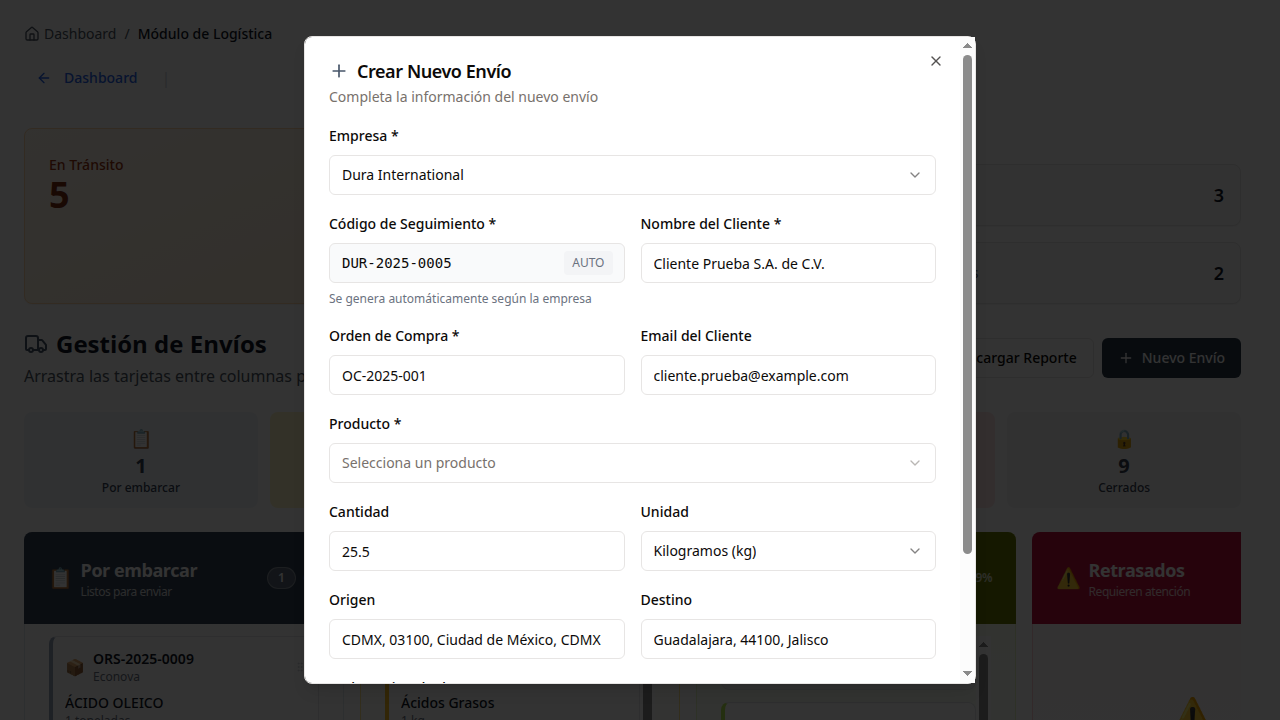 Dashboard / Módulo de Logística
Dashboard
En Tránsito
5
3
2
Gestión de Envíos
Arrastra las tarjetas entre columnas
cargar Reporte
Nuevo Envío
1
Por embarcar
9
Cerrados
Por embarcar
Listos para enviar
1
9%
Retrasados
Requieren atención
ORS-2025-0009
Econova
ÁCIDO OLEICO
1 toneladas
Ácidos Grasos
1 kg
Crear Nuevo Envío
Completa la información del nuevo envío
Empresa *
Dura International
Código de Seguimiento *
Nombre del Cliente *
DUR-2025-0005
AUTO
Cliente Prueba S.A. de C.V.
Se genera automáticamente según la empresa
Orden de Compra *
Email del Cliente
OC-2025-001
cliente.prueba@example.com
Producto *
Selecciona un producto
Cantidad
Unidad
25.5
Kilogramos (kg)
Origen
Destino
CDMX, 03100, Ciudad de México, CDMX
Guadalajara, 44100, Jalisco